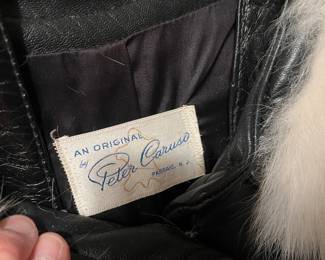 AN ORIGINAL
by
Peter Caruso
PASSAIC, N. J.